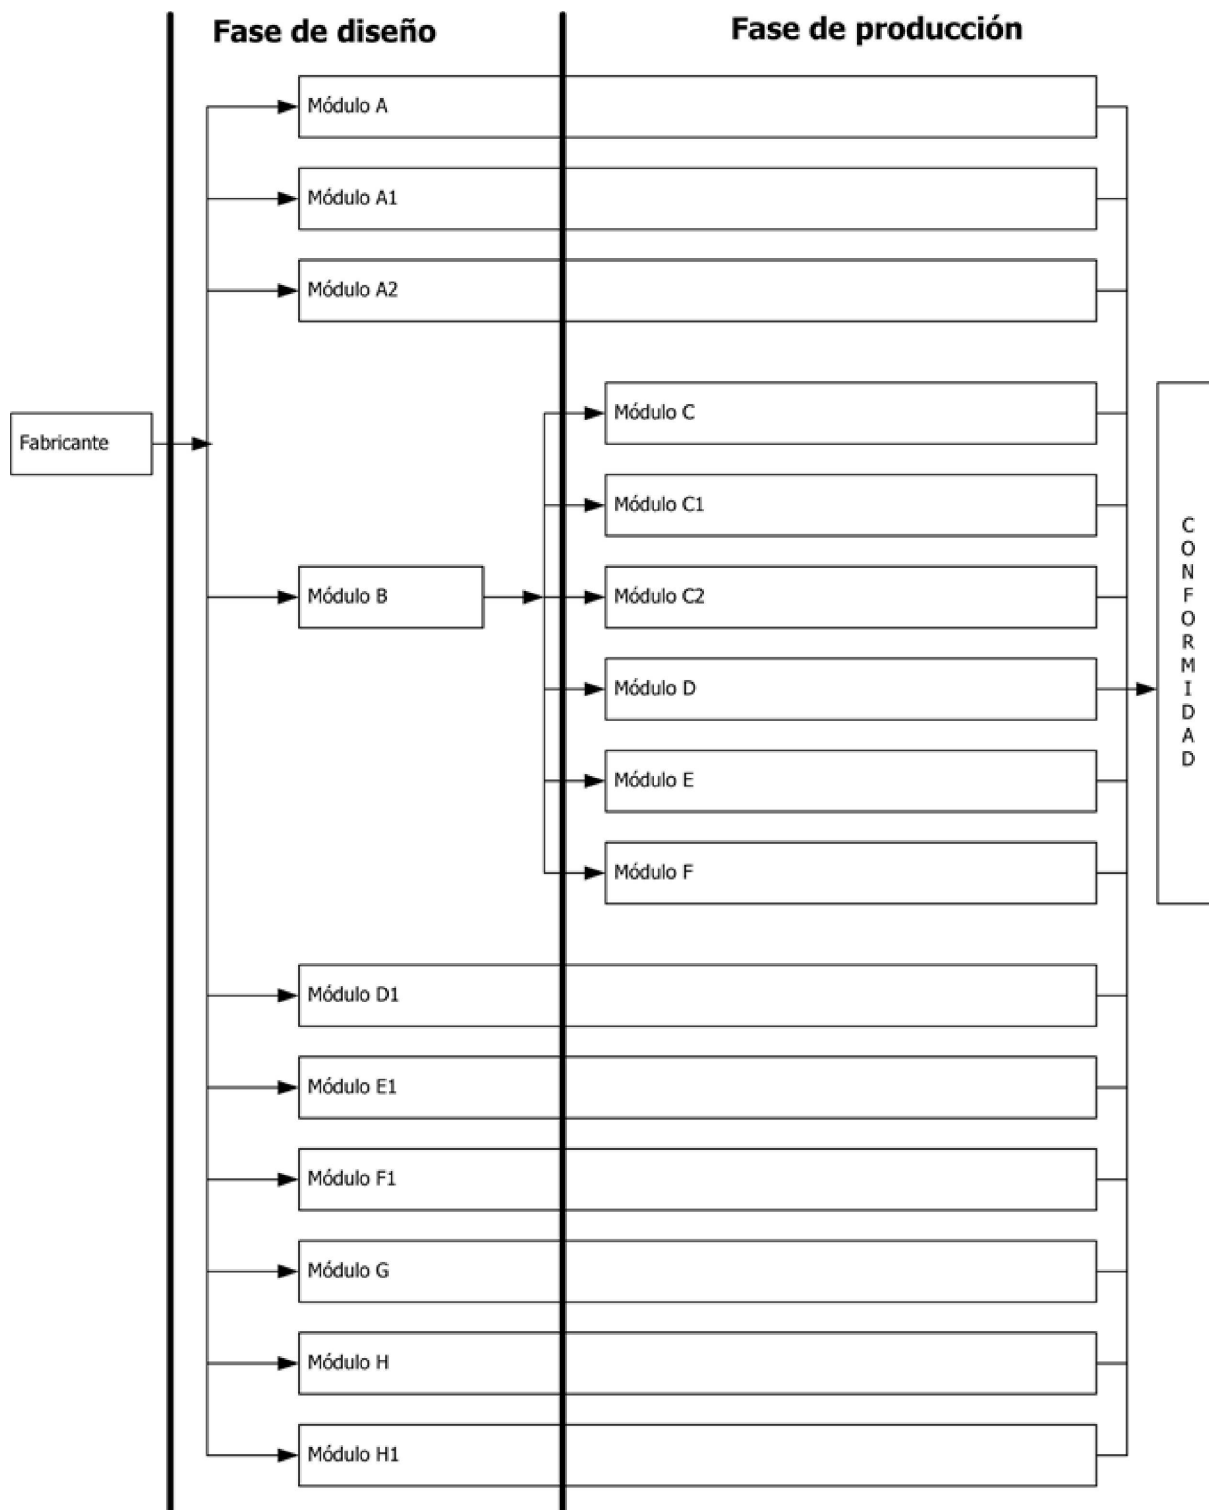 Fase de diseño
Fase de producción
Módulo A
Módulo A1
Módulo A2
Módulo C
Fabricante
Módulo C1
Módulo B
Módulo C2
Módulo D
Módulo E
Módulo F
CONFORMIDAD
Módulo D1
Módulo E1
Módulo F1
Módulo G
Módulo H
Módulo H1